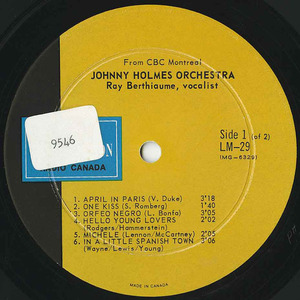 From CBC Montreal
JOHNNY HOLMES ORCHESTRA
Ray Berthiaume, vocalist
Side I (of 2)
LM-29
(MG-6326)
9546
ON
RADIO CANADA
1. APRIL IN PARIS (V. Duke) 3'18
2. ONE KISS (S. Romberg) 1'40
3. ORFEO NEGRO (L. Bonfa) 3'05
4. HELLO YOUNG LOVERS 2'02
(Rodgers/Hammerstein)
5. MICHELE (Lennon/McCartney) 2'05
6. IN A LITTLE SPANISH TOWN 3'06
(Wayne/Lewis/Young)
MADE IN CANADA